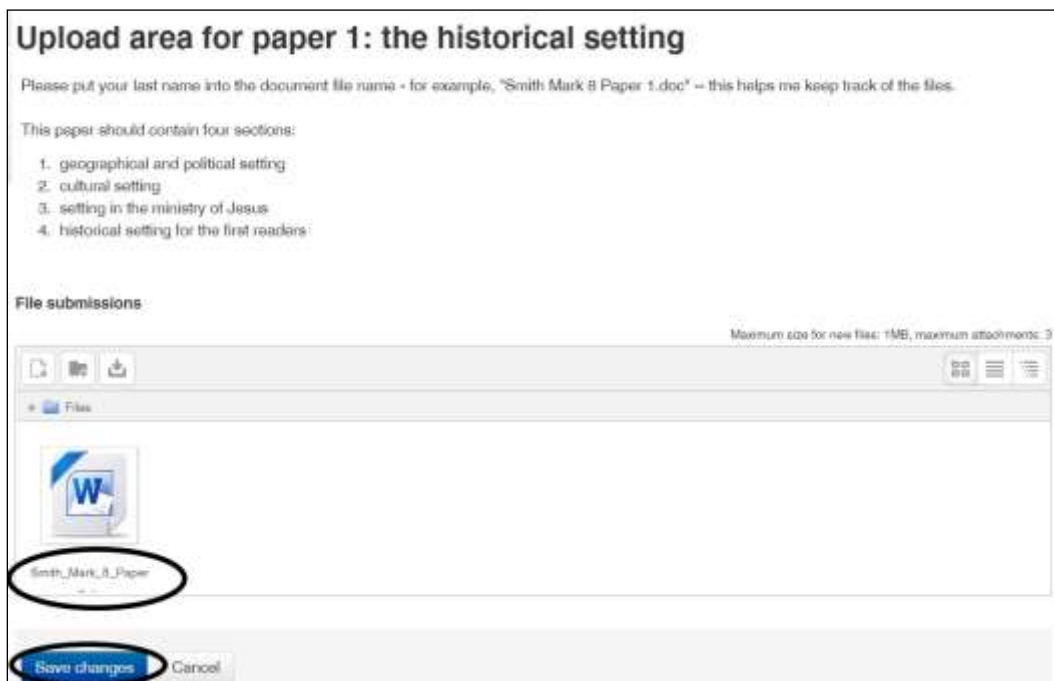 Upload area for paper 1: the historical setting
Please put your last name into the document file name - for example, "Smith Mark 8 Paper 1.doc" -- this helps me keep track of the files.
This paper should contain four sections:
1. geographical and political setting
2. cultural setting
3. setting in the ministry of Jesus
4. historical setting for the first readers
File submissions
Maximum size for new files: 1MB, maximum attachments: 3
Files
W
Smith_Mark_8_Paper
Save changes Cancel